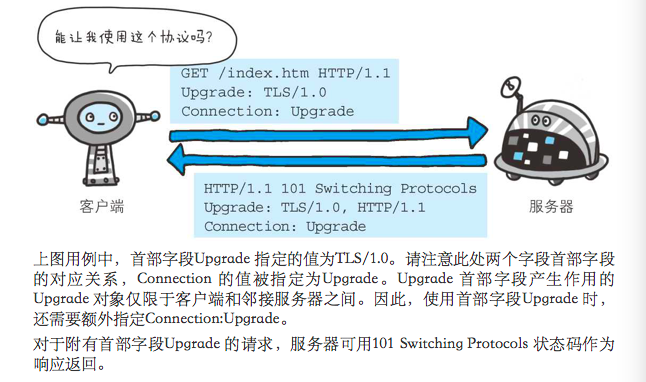 能让我使用这个协议吗？
GET /index.htm HTTP/1.1
Upgrade: TLS/1.0
Connection: Upgrade
HTTP/1.1 101 Switching Protocols
Upgrade: TLS/1.0, HTTP/1.1
Connection: Upgrade
客户端
服务器
上图用例中，首部字段Upgrade 指定的值为TLS/1.0。请注意此处两个字段首部字段
的对应关系，Connection 的值被指定为Upgrade。Upgrade 首部字段产生作用的
Upgrade 对象仅限于客户端和邻接服务器之间。因此，使用首部字段Upgrade 时，
还需要额外指定Connection:Upgrade。
对于附有首部字段Upgrade 的请求，服务器可用101 Switching Protocols 状态码作为
响应返回。